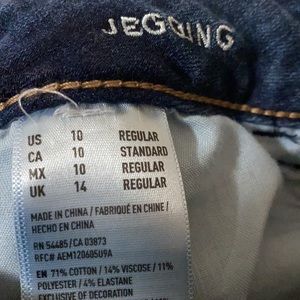 JEGGING
US 10 REGULAR
CA 10 STANDARD
MX 10 REGULAR
UK 14 REGULAR
MADE IN CHINA / FABRIQUÉ EN CHINE /
HECHO EN CHINA
RN 54485/CA 03873
RFC# AEM120605U9A
EN 71% COTTON / 14% VISCOSE / 11%
POLYESTER / 4% ELASTANE
EXCLUSIVE OF DECORATION